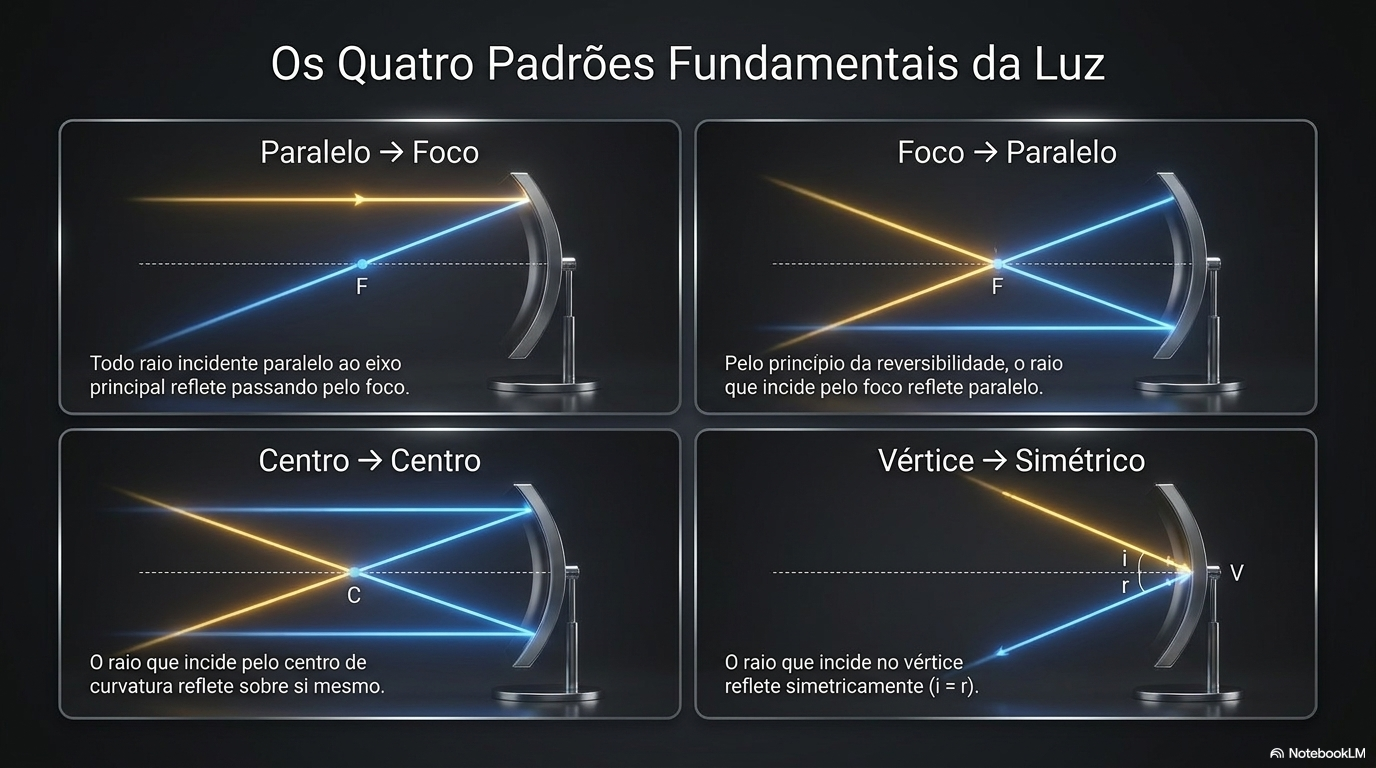 Os Quatro Padrões Fundamentais da Luz
Paralelo → Foco
F
Todo raio incidente paralelo ao eixo
principal reflete passando pelo foco.
Foco → Paralelo
F
Pelo princípio da reversibilidade, o raio
que incide pelo foco reflete paralelo.
Centro → Centro
C
O raio que incide pelo centro de
curvatura reflete sobre si mesmo.
Vértice → Simétrico
i
r
V
O raio que incide no vértice
reflete simetricamente (i = r).
NotebookLM